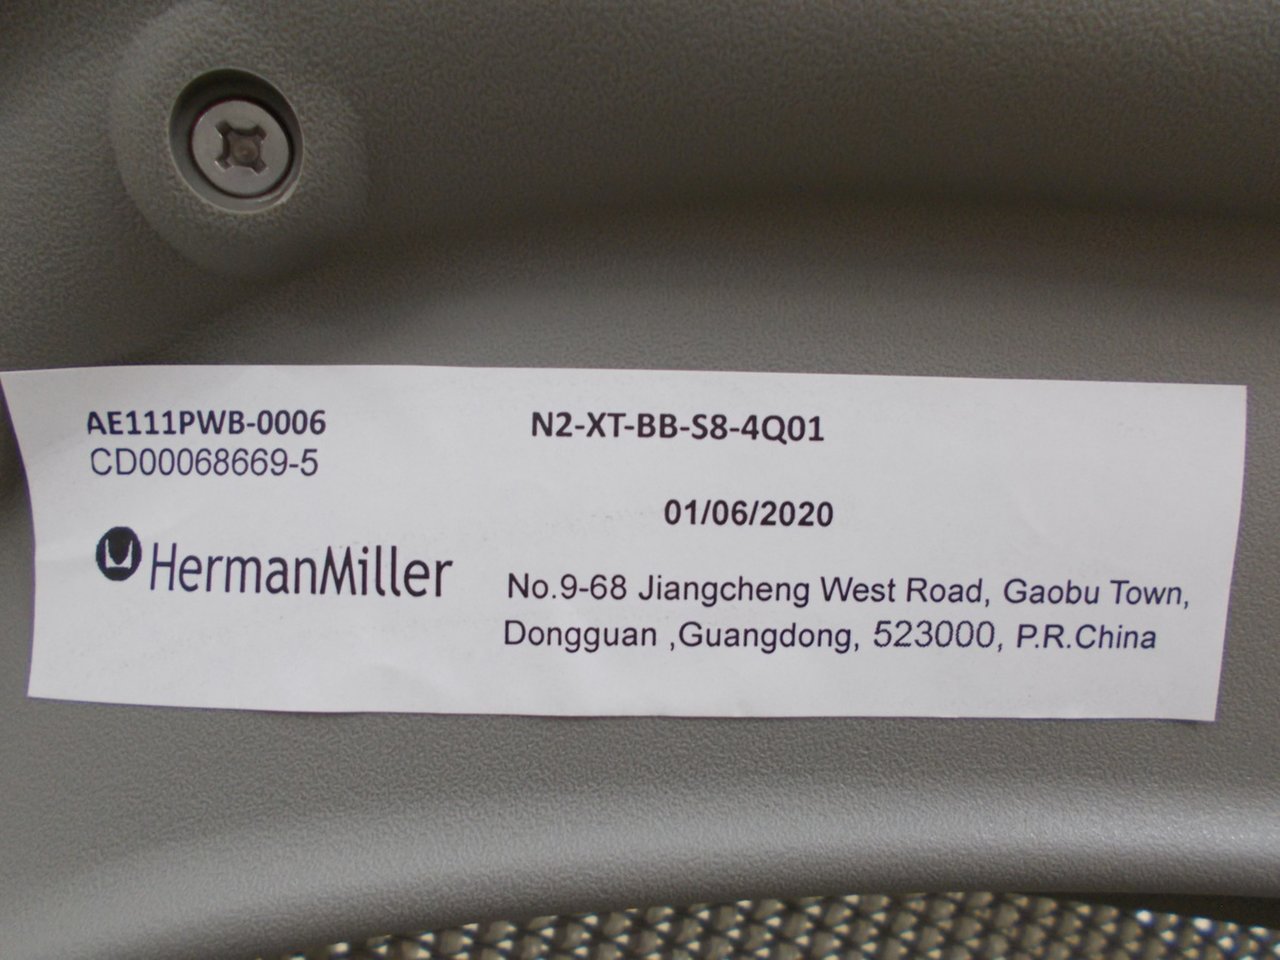 AE111PWB-0006
CD00068669-5
N2-XT-BB-S8-4Q01
01/06/2020
HermanMiller
No.9-68 Jiangcheng West Road, Gaobu Town,
Dongguan ,Guangdong, 523000, P.R.China